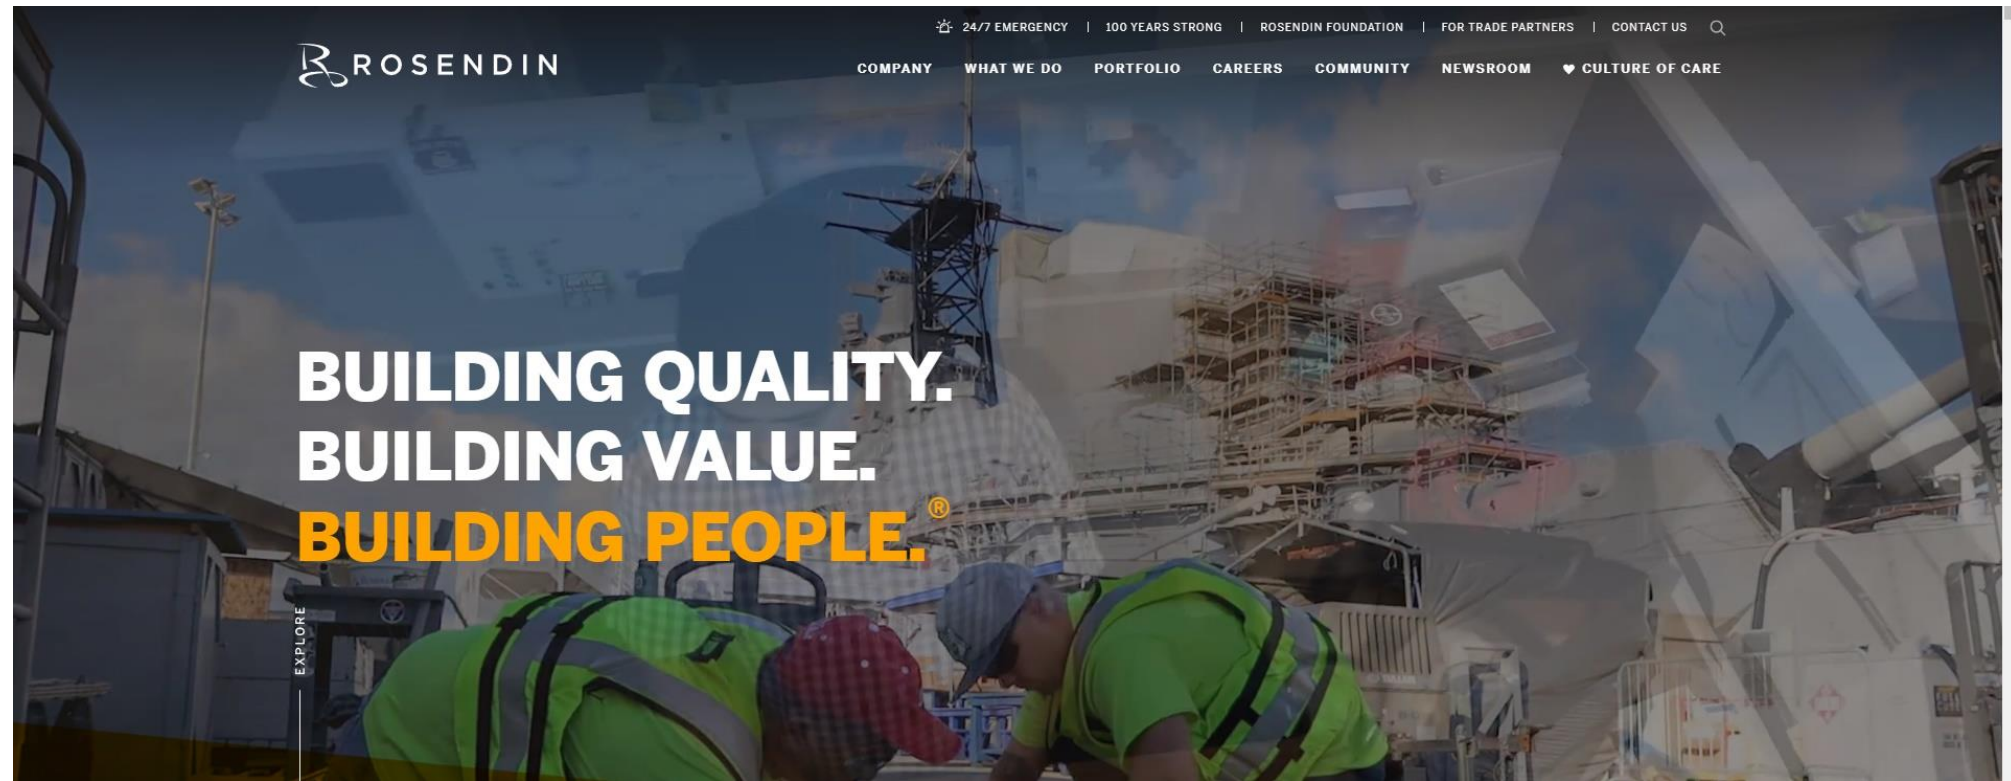 24/7 EMERGENCY | 100 YEARS STRONG | ROSENDIN FOUNDATION | FOR TRADE PARTNERS | CONTACT US
ROSENDIN
COMPANY WHAT WE DO PORTFOLIO CAREERS COMMUNITY NEWSROOM CULTURE OF CARE
BUILDING QUALITY.
BUILDING VALUE.
BUILDING PEOPLE.®
EXPLORE